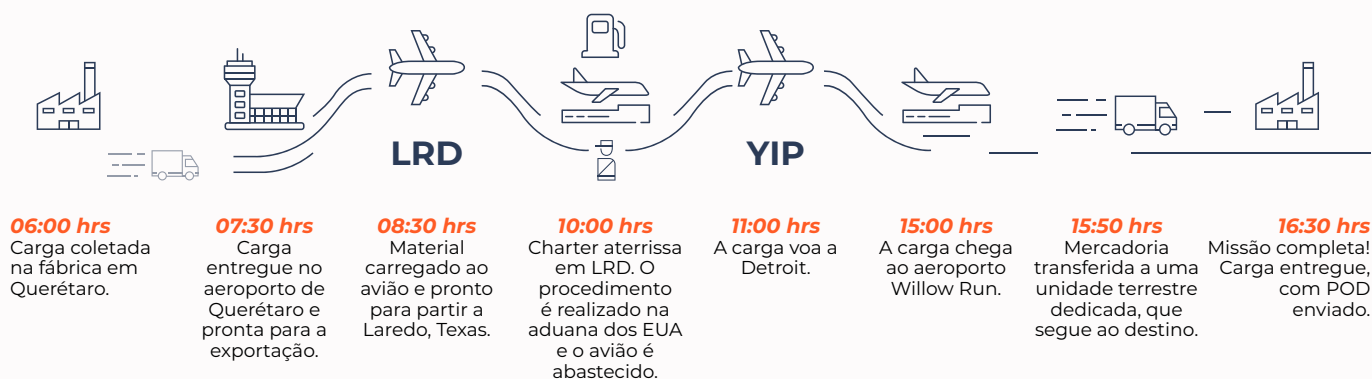 LRD
YIP
06:00 hrs
Carga coletada
na fábrica em
Querétaro.
07:30 hrs
Carga
entregue no
aeroporto de
Querétaro e
pronta para a
exportação.
08:30 hrs
Material
carregado ao
avião e pronto
para partir a
Laredo, Texas.
10:00 hrs
Charter aterrissa
em LRD. O
procedimento
é realizado na
aduana dos EUA
e o avião é
abastecido.
11:00 hrs
A carga voa a
Detroit.
15:00 hrs
A carga chega
ao aeroporto
Willow Run.
15:50 hrs
Mercadoria
transferida a uma
unidade terrestre
dedicada, que
segue ao destino.
16:30 hrs
Missão completa!
Carga entregue,
com POD
enviado.